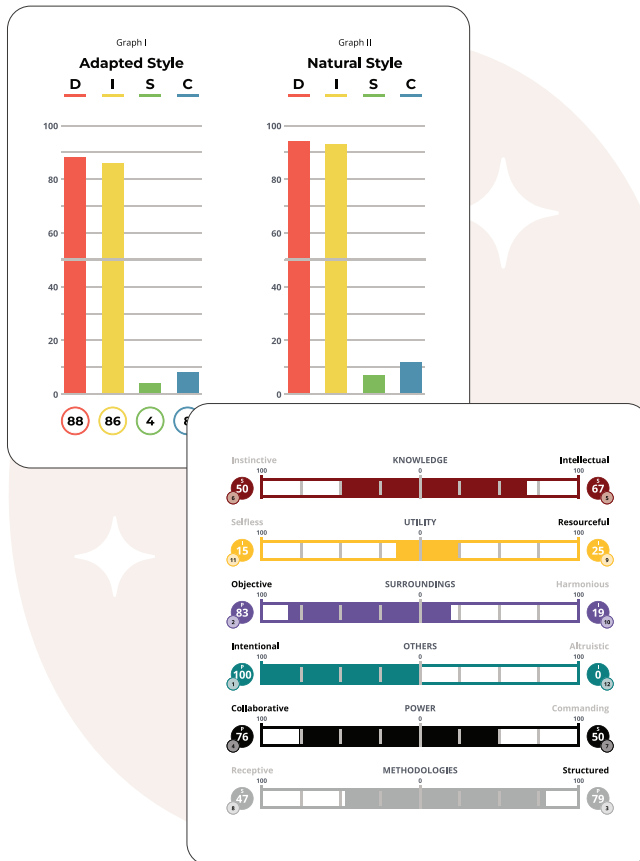 Graph I
Adapted Style
D I S C
100
80
60
40
20
0
88 86 4
Graph II
Natural Style
D I S C
100
80
60
40
20
0
Instinctive KNOWLEDGE Intellectual
100 0 100
S 50 6 S 67 5
Selfless UTILITY Resourceful
100 0 100
I 15 11 I 25 9
Objective SURROUNDINGS Harmonious
100 0 100
P 83 2 I 19 10
Intentional OTHERS Altruistic
100 0 100
P 100 1 I 0 12
Collaborative POWER Commanding
100 0 100
S 76 4 S 50 7
Receptive METHODOLOGIES Structured
100 0 100
S 47 8 P 79 3